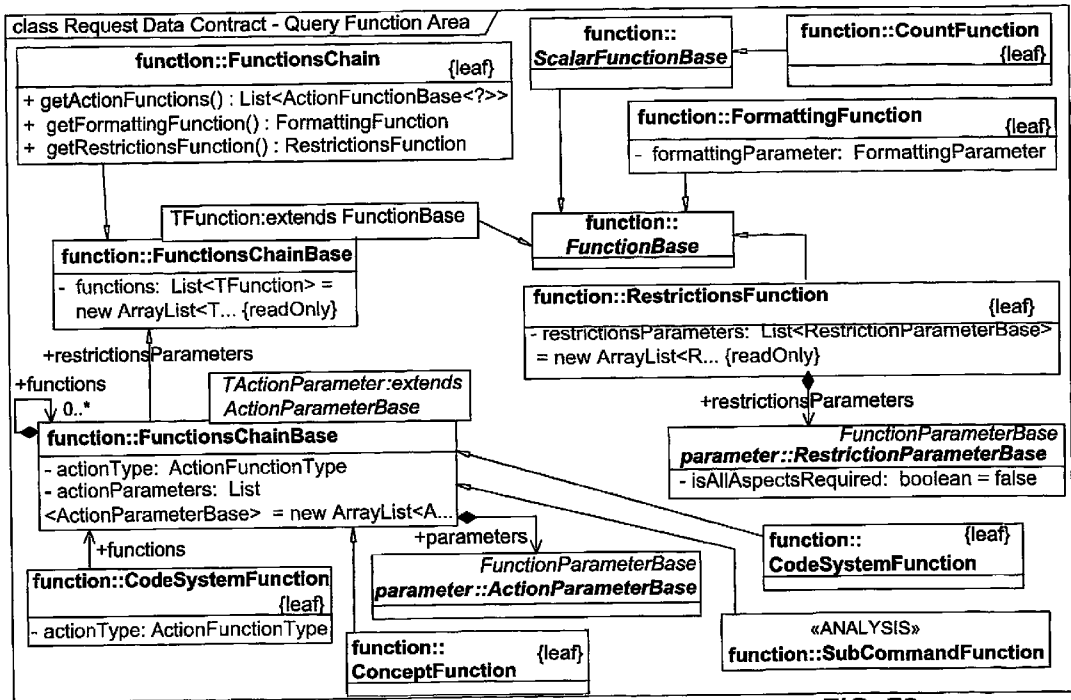 class Request Data Contract - Query Function Area
function::FunctionsChain
{leaf}
+ getActionFunctions() : List<ActionFunctionBase<?>>
+ getFormattingFunction() : FormattingFunction
+ getRestrictionsFunction() : RestrictionsFunction
function::
ScalarFunctionBase
function::CountFunction
{leaf}
function::FormattingFunction
{leaf}
- formattingParameter: FormattingParameter
TFunction:extends FunctionBase
function::FunctionsChainBase
- functions: List<TFunction> =
new ArrayList<T... {readOnly}
function::
FunctionBase
function::RestrictionsFunction
{leaf}
- restrictionsParameters: List<RestrictionParameterBase>
= new ArrayList<R... {readOnly}
+restrictionsParameters
+functions
0..*
TActionParameter:extends
ActionParameterBase
function::FunctionsChainBase
- actionType: ActionFunctionType
- actionParameters: List
<ActionParameterBase> = new ArrayList<A...
+restrictionsParameters
FunctionParameterBase
parameter::RestrictionParameterBase
- isAllAspectsRequired: boolean = false
+functions
function::CodeSystemFunction
{leaf}
- actionType: ActionFunctionType
+parameters
FunctionParameterBase
parameter::ActionParameterBase
function:: {leaf}
CodeSystemFunction
function::
ConceptFunction {leaf}
«ANALYSIS»
function::SubCommandFunction